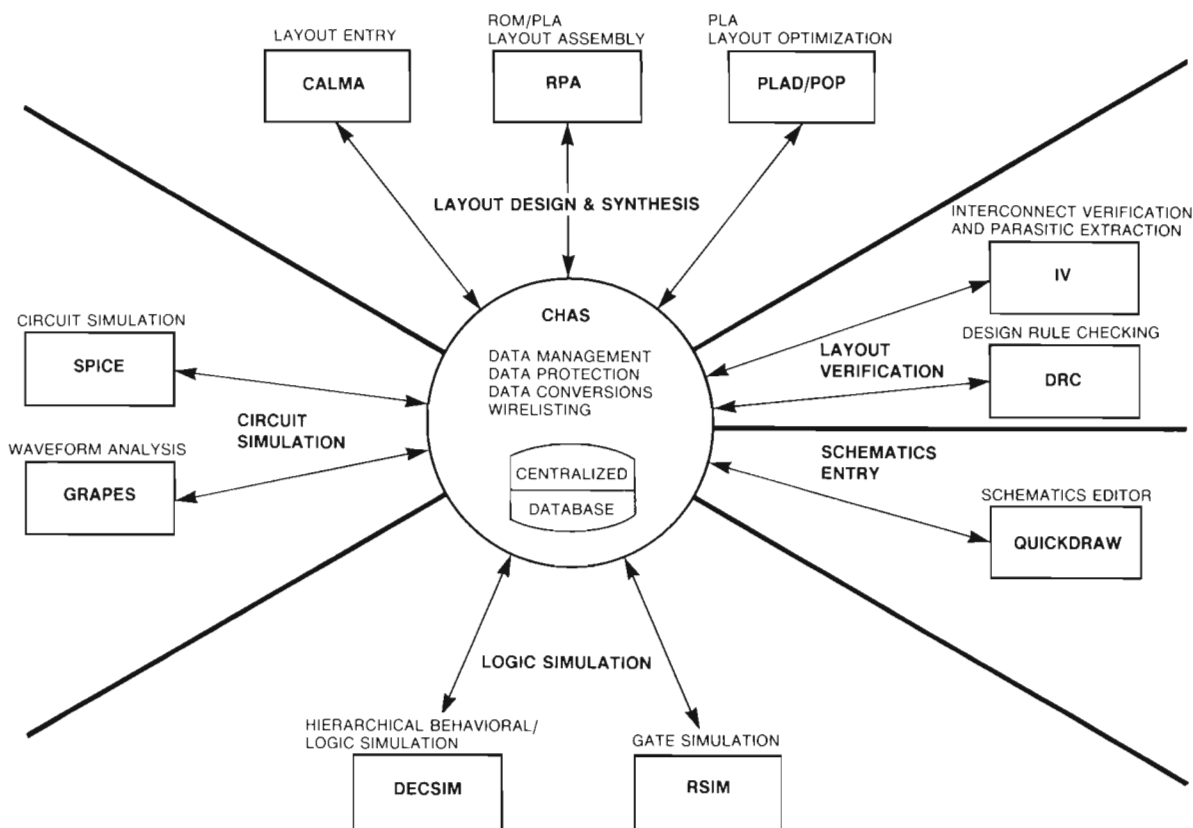 LAYOUT ENTRY
CALMA
ROM/PLA
LAYOUT ASSEMBLY
RPA
PLA
LAYOUT OPTIMIZATION
PLAD/POP
LAYOUT DESIGN & SYNTHESIS
INTERCONNECT VERIFICATION
AND PARASITIC EXTRACTION
IV
DESIGN RULE CHECKING
DRC
LAYOUT
VERIFICATION
CHAS
DATA MANAGEMENT
DATA PROTECTION
DATA CONVERSIONS
WIRELISTING
CENTRALIZED
DATABASE
CIRCUIT SIMULATION
SPICE
CIRCUIT
SIMULATION
WAVEFORM ANALYSIS
GRAPES
SCHEMATICS
ENTRY
SCHEMATICS EDITOR
QUICKDRAW
LOGIC SIMULATION
HIERARCHICAL BEHAVIORAL/
LOGIC SIMULATION
DECSIM
GATE SIMULATION
RSIM